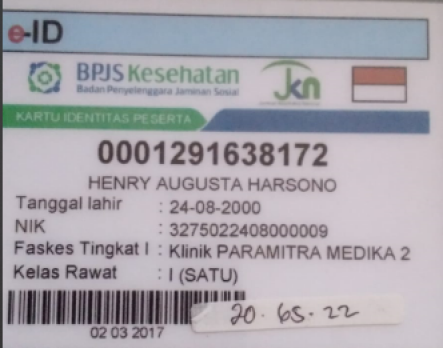 e-ID
BPJS Kesehatan
Badan Penyelenggara Jaminan Sosial
Jkn
KARTU IDENTITAS PESERTA
0001291638172
HENRY AUGUSTA HARSONO
Tanggal lahir : 24-08-2000
NIK : 3275022408000009
Faskes Tingkat I : Klinik PARAMITRA MEDIKA 2
Kelas Rawat : I (SATU)
20.65.22
02 03 2017